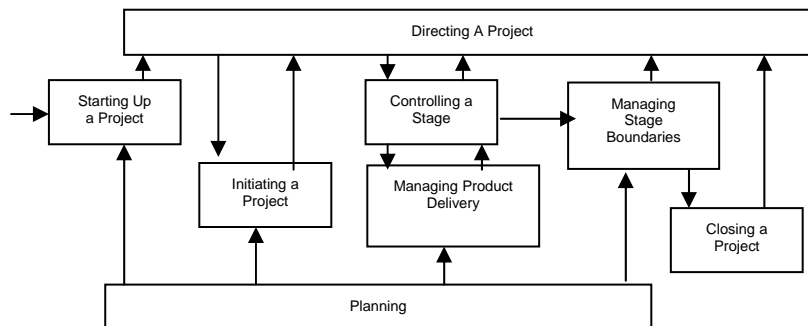 Directing A Project
Starting Up
a Project
Controlling a
Stage
Managing
Stage
Boundaries
Initiating a
Project
Managing Product
Delivery
Closing a
Project
Planning